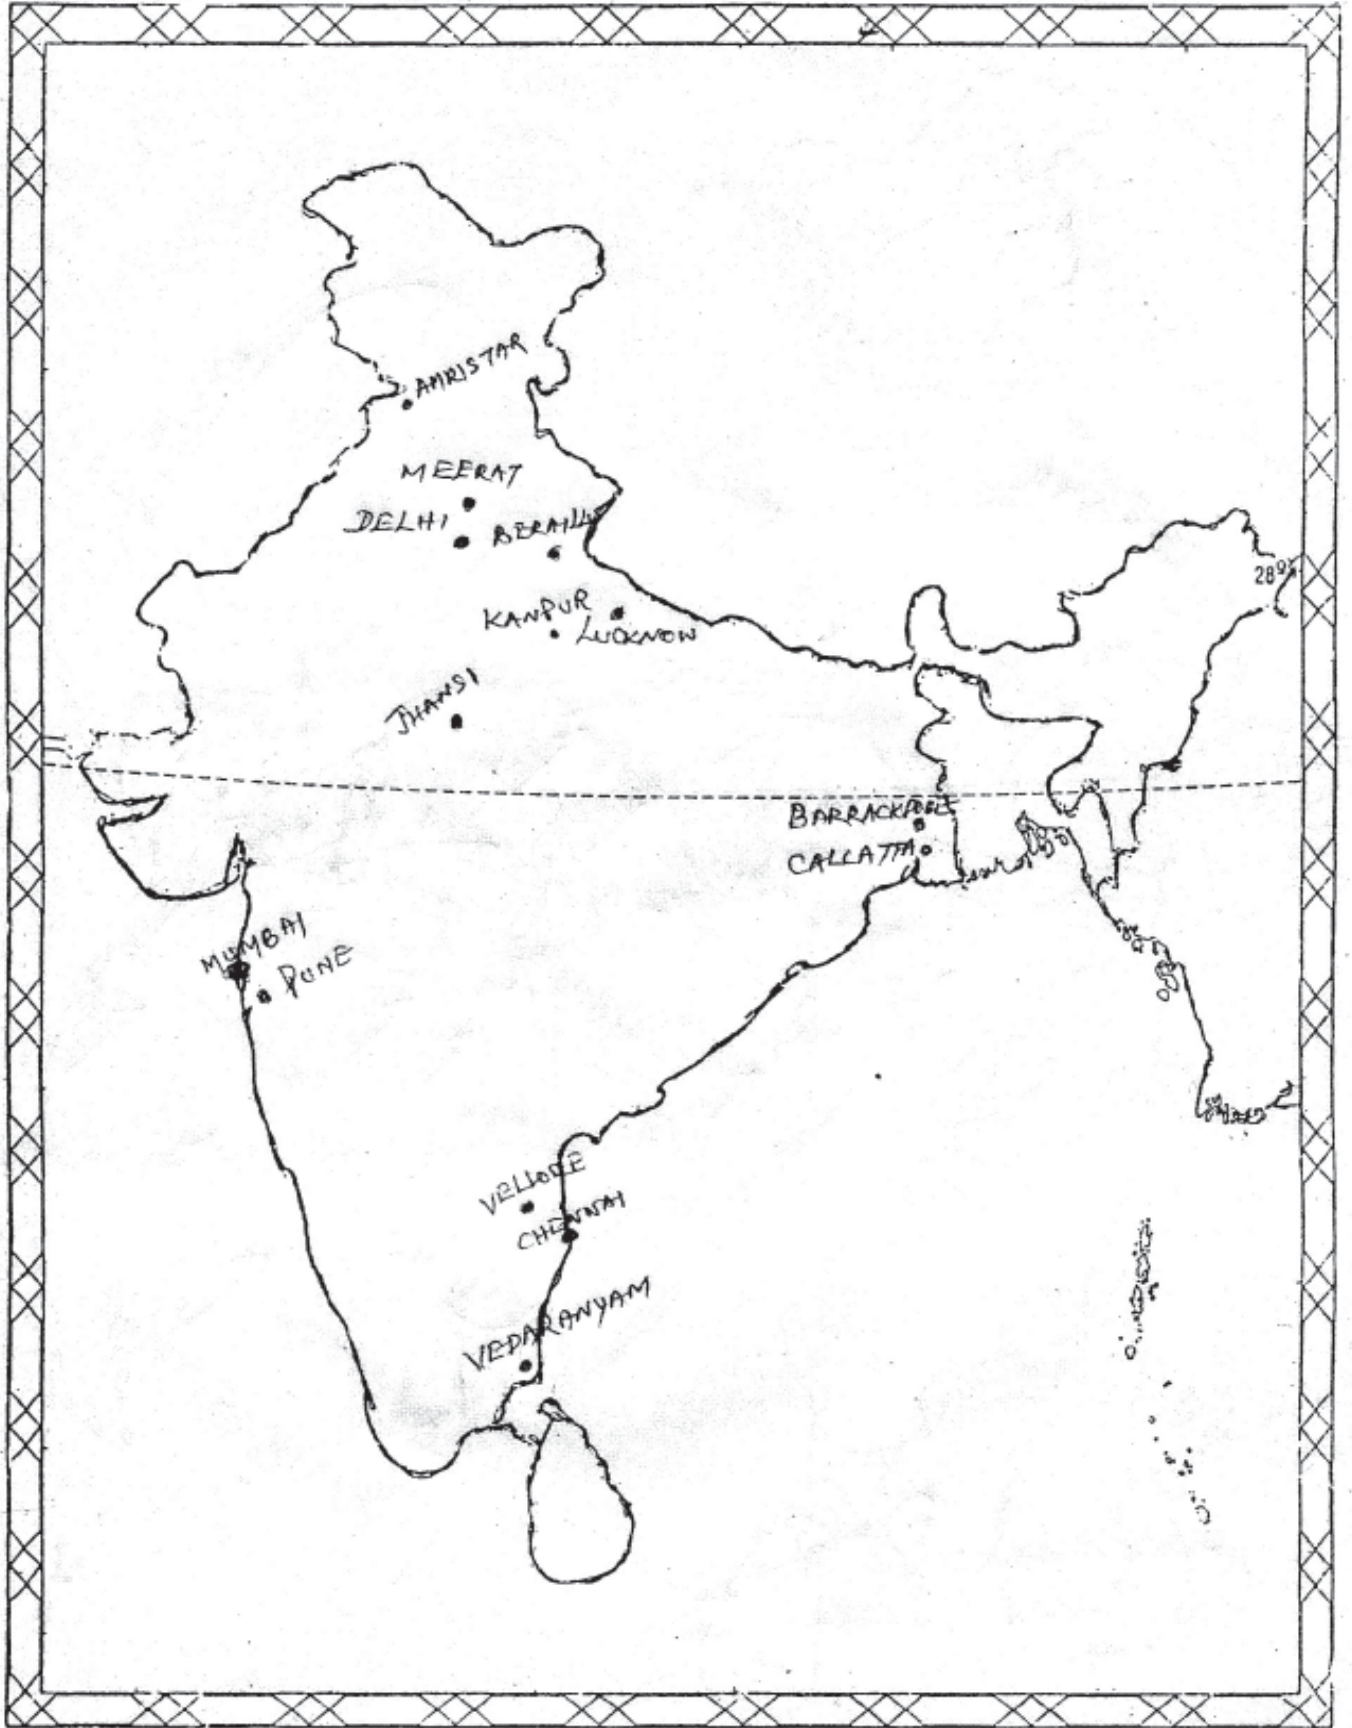 AMRISTAR
MEERAT
DELHI
BERAILLY
28°
KANPUR
LUCKNOW
JHANSI
BARRACKPORE
CALLATTA
MUMBAI
PUNE
VELLORE
CHENNAI
VEDARANYAM